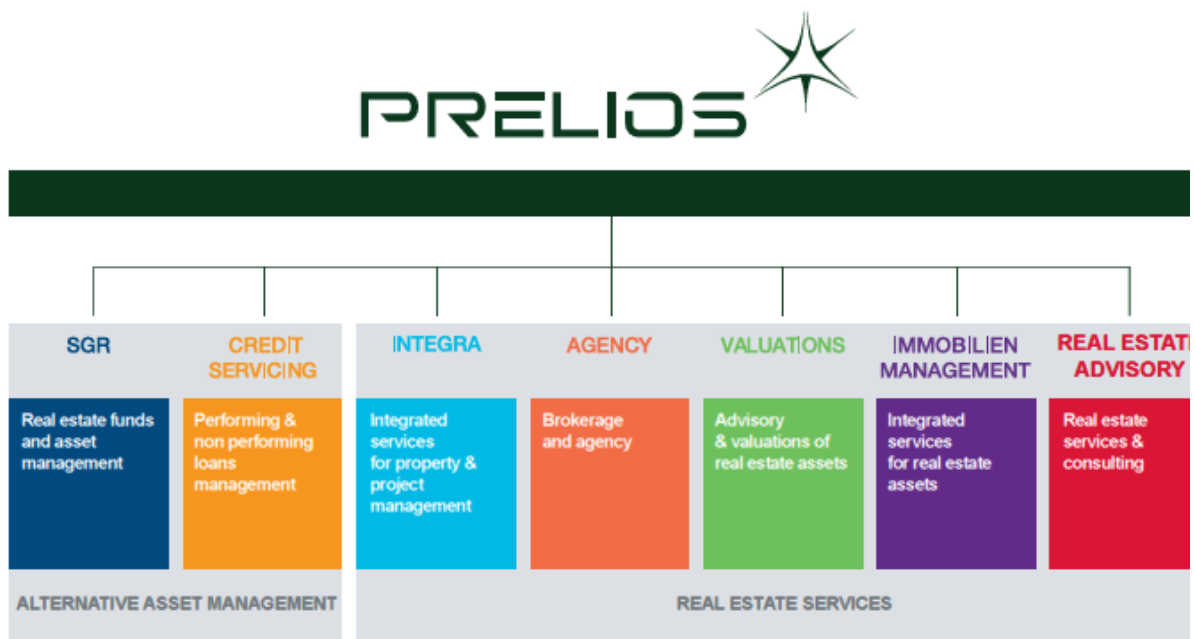 PRELIOS
SGR
Real estate funds
and asset
management
CREDIT
SERVICING
Performing &
non performing
loans
management
ALTERNATIVE ASSET MANAGEMENT
INTEGRA
Integrated
services
for property &
project
management
AGENCY
Brokerage
and agency
VALUATIONS
Advisory
& valuations of
real estate assets
IMMOBILIEN
MANAGEMENT
Integrated
services
for real estate
assets
REAL ESTATE
ADVISORY
Real estate
services &
consulting
REAL ESTATE SERVICES